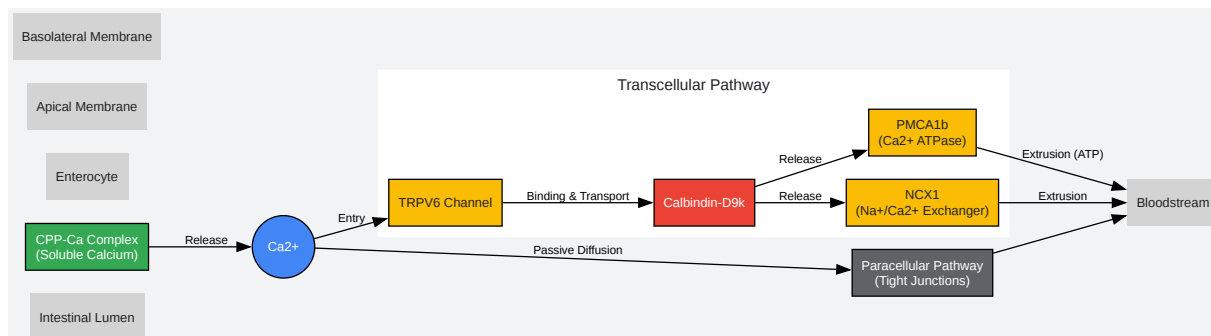 Basolateral Membrane
Apical Membrane
Enterocyte
CPP-Ca Complex
(Soluble Calcium)
Intestinal Lumen
Release
Ca2+
Entry
Passive Diffusion
Transcellular Pathway
TRPV6 Channel
Binding & Transport
Calbindin-D9k
Release
Release
PMCA1b
(Ca2+ ATPase)
NCX1
(Na+/Ca2+ Exchanger)
Paracellular Pathway
(Tight Junctions)
Extrusion (ATP)
Extrusion
Bloodstream